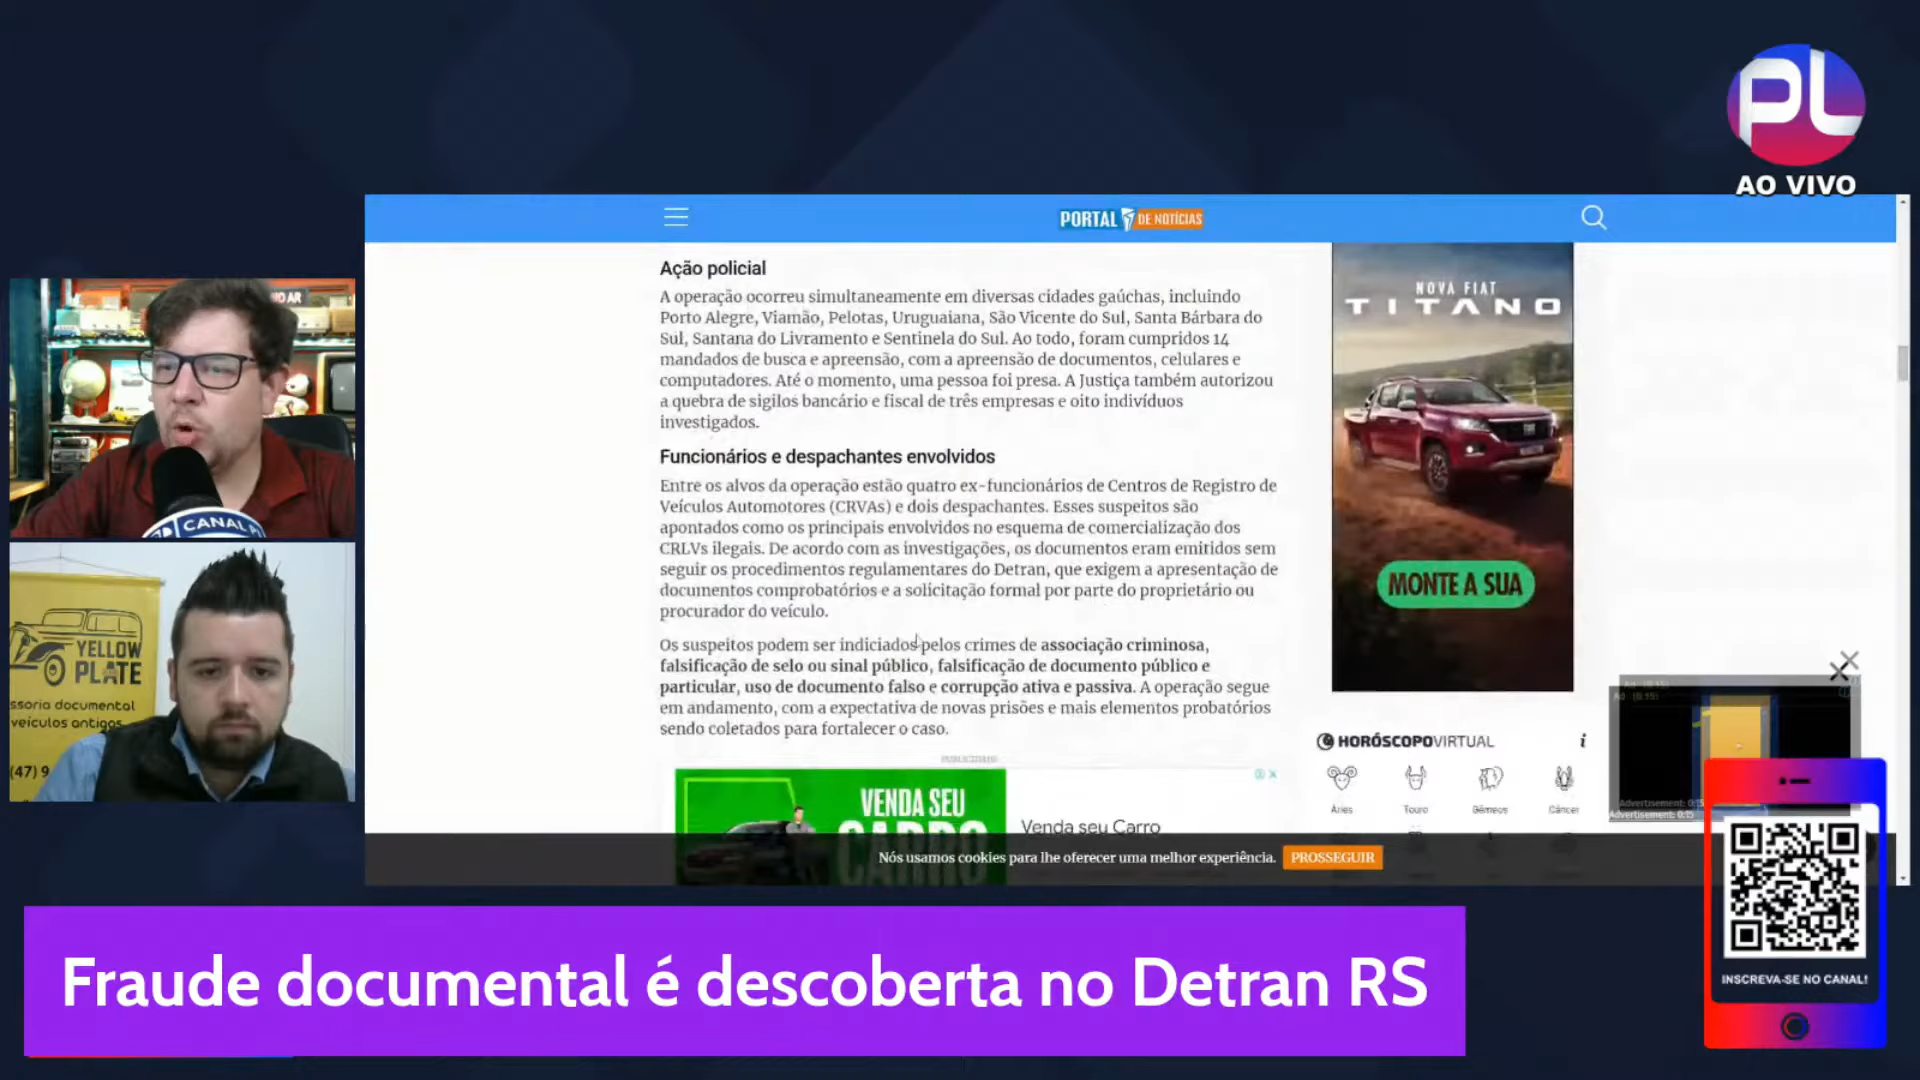 PL
AO VIVO
PORTAL DE NOTÍCIAS
Ação policial
A operação ocorreu simultaneamente em diversas cidades gaúchas, incluindo
Porto Alegre, Viamão, Pelotas, Uruguaiana, São Vicente do Sul, Santa Bárbara do
Sul, Santana do Livramento e Sentinela do Sul. Ao todo, foram cumpridos 14
mandados de busca e apreensão, com a apreensão de documentos, celulares e
computadores. Até o momento, uma pessoa foi presa. A Justiça também autorizou
a quebra de sigilos bancário e fiscal de três empresas e oito indivíduos
investigados.
Funcionários e despachantes envolvidos
Entre os alvos da operação estão quatro ex-funcionários de Centros de Registro de
Veículos Automotores (CRVAs) e dois despachantes. Esses suspeitos são
apontados como os principais envolvidos no esquema de comercialização dos
CRLVs ilegais. De acordo com as investigações, os documentos eram emitidos sem
seguir os procedimentos regulamentares do Detran, que exigem a apresentação de
documentos comprobatórios e a solicitação formal por parte do proprietário ou
procurador do veículo.
Os suspeitos podem ser indiciados pelos crimes de associação criminosa,
falsificação de selo ou sinal público, falsificação de documento público e
particular, uso de documento falso e corrupção ativa e passiva. A operação segue
em andamento, com a expectativa de novas prisões e mais elementos probatórios
sendo coletados para fortalecer o caso.
PUBLICIDADE
VENDA SEU
CARRO
Venda seu Carro
NOVA FIAT
TITANO
MONTE A SUA
HORÓSCOPOVIRTUAL
Áries
Touro
Gêmeos
Câncer
Advertisement: 0:15
Nós usamos cookies para lhe oferecer uma melhor experiência.
PROSSEGUIR
NO AR
CANAL
YELLOW
PLATE
ssoria documental
veículos antigos
(47) 9
INSCREVA-SE NO CANAL!
Fraude documental é descoberta no Detran RS